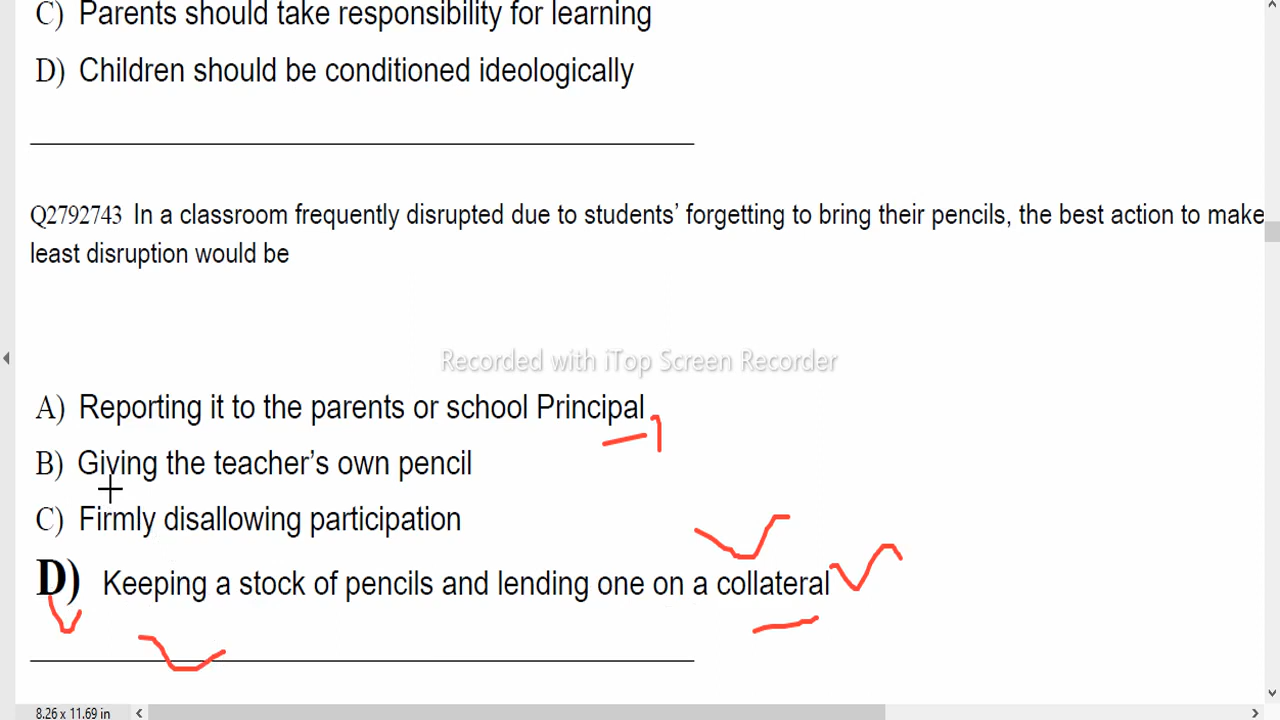 C) Parents should take responsibility for learning
D) Children should be conditioned ideologically
Q2792743 In a classroom frequently disrupted due to students’ forgetting to bring their pencils, the best action to make
least disruption would be
Recorded with iTop Screen Recorder
A) Reporting it to the parents or school Principal
B) Giving the teacher’s own pencil
C) Firmly disallowing participation
D) Keeping a stock of pencils and lending one on a collateral
8.26 x 11.69 in